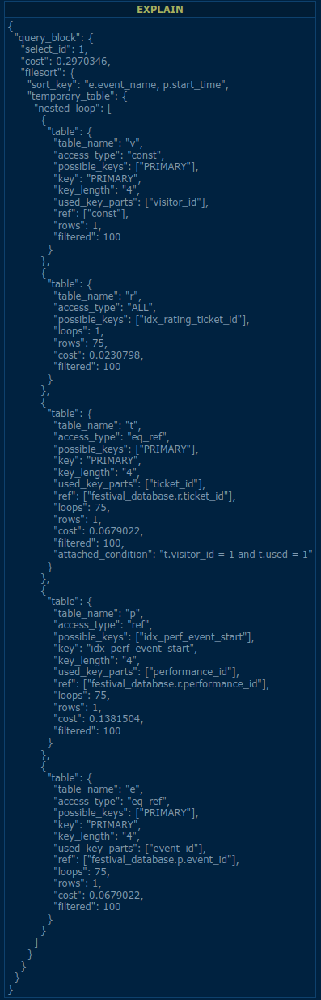 EXPLAIN
{
  "query_block": {
    "select_id": 1,
    "cost": 0.2970346,
    "filesort": {
      "sort_key": "e.event_name, p.start_time",
      "temporary_table": {
        "nested_loop": [
          {
            "table": {
              "table_name": "v",
              "access_type": "const",
              "possible_keys": ["PRIMARY"],
              "key": "PRIMARY",
              "key_length": "4",
              "used_key_parts": ["visitor_id"],
              "ref": ["const"],
              "rows": 1,
              "filtered": 100
            }
          },
          {
            "table": {
              "table_name": "r",
              "access_type": "ALL",
              "possible_keys": ["idx_rating_ticket_id"],
              "loops": 1,
              "rows": 75,
              "cost": 0.0230798,
              "filtered": 100
            }
          },
          {
            "table": {
              "table_name": "t",
              "access_type": "eq_ref",
              "possible_keys": ["PRIMARY"],
              "key": "PRIMARY",
              "key_length": "4",
              "used_key_parts": ["ticket_id"],
              "ref": ["festival_database.r.ticket_id"],
              "loops": 75,
              "rows": 1,
              "cost": 0.0679022,
              "filtered": 100,
              "attached_condition": "t.visitor_id = 1 and t.used = 1"
            }
          },
          {
            "table": {
              "table_name": "p",
              "access_type": "ref",
              "possible_keys": ["idx_perf_event_start"],
              "key": "idx_perf_event_start",
              "key_length": "4",
              "used_key_parts": ["performance_id"],
              "ref": ["festival_database.r.performance_id"],
              "loops": 75,
              "rows": 1,
              "cost": 0.1381504,
              "filtered": 100
            }
          },
          {
            "table": {
              "table_name": "e",
              "access_type": "eq_ref",
              "possible_keys": ["PRIMARY"],
              "key": "PRIMARY",
              "key_length": "4",
              "used_key_parts": ["event_id"],
              "ref": ["festival_database.p.event_id"],
              "loops": 75,
              "rows": 1,
              "cost": 0.0679022,
              "filtered": 100
            }
          }
        ]
      }
    }
  }
}